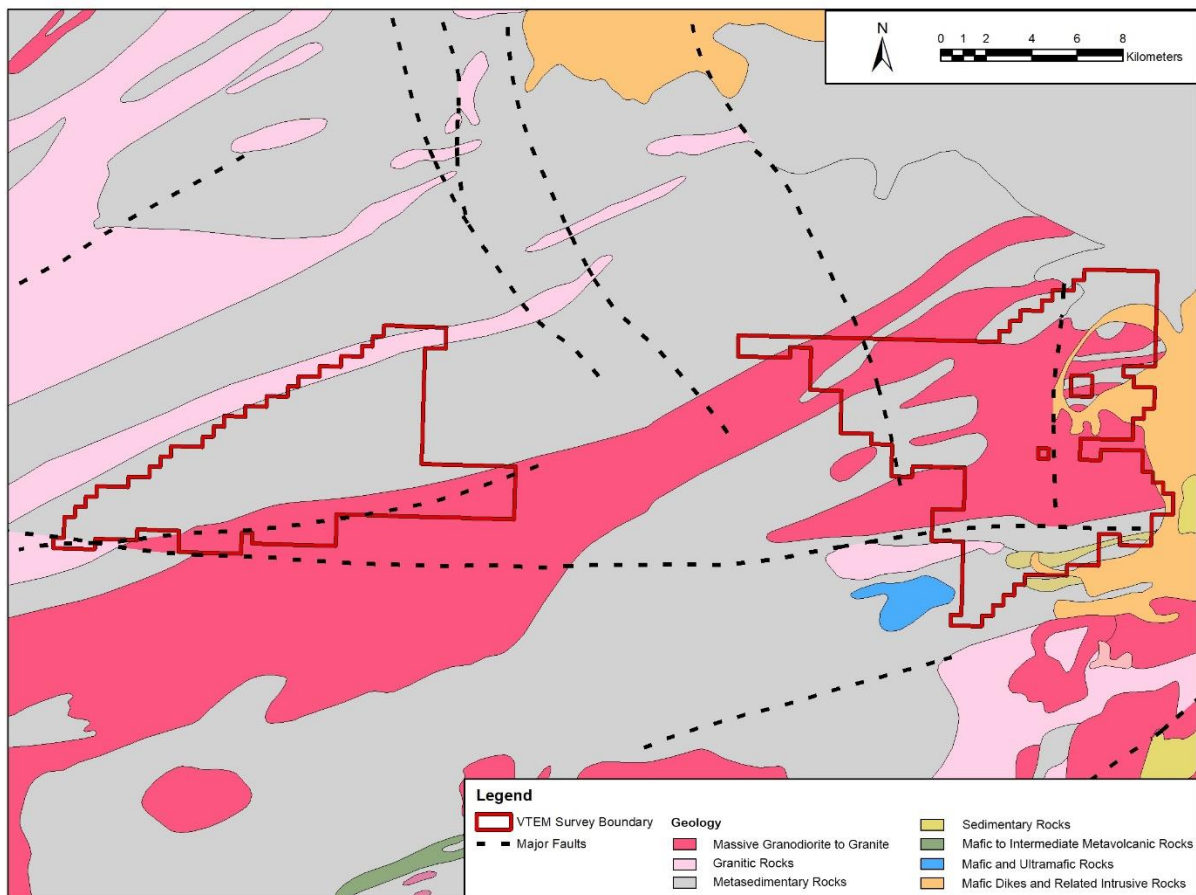 N
0 1 2 4 6 8
Kilometers
Legend
VTEM Survey Boundary
Major Faults
Geology
Massive Granodiorite to Granite
Granitic Rocks
Metasedimentary Rocks
Sedimentary Rocks
Mafic to Intermediate Metavolcanic Rocks
Mafic and Ultramafic Rocks
Mafic Dikes and Related Intrusive Rocks